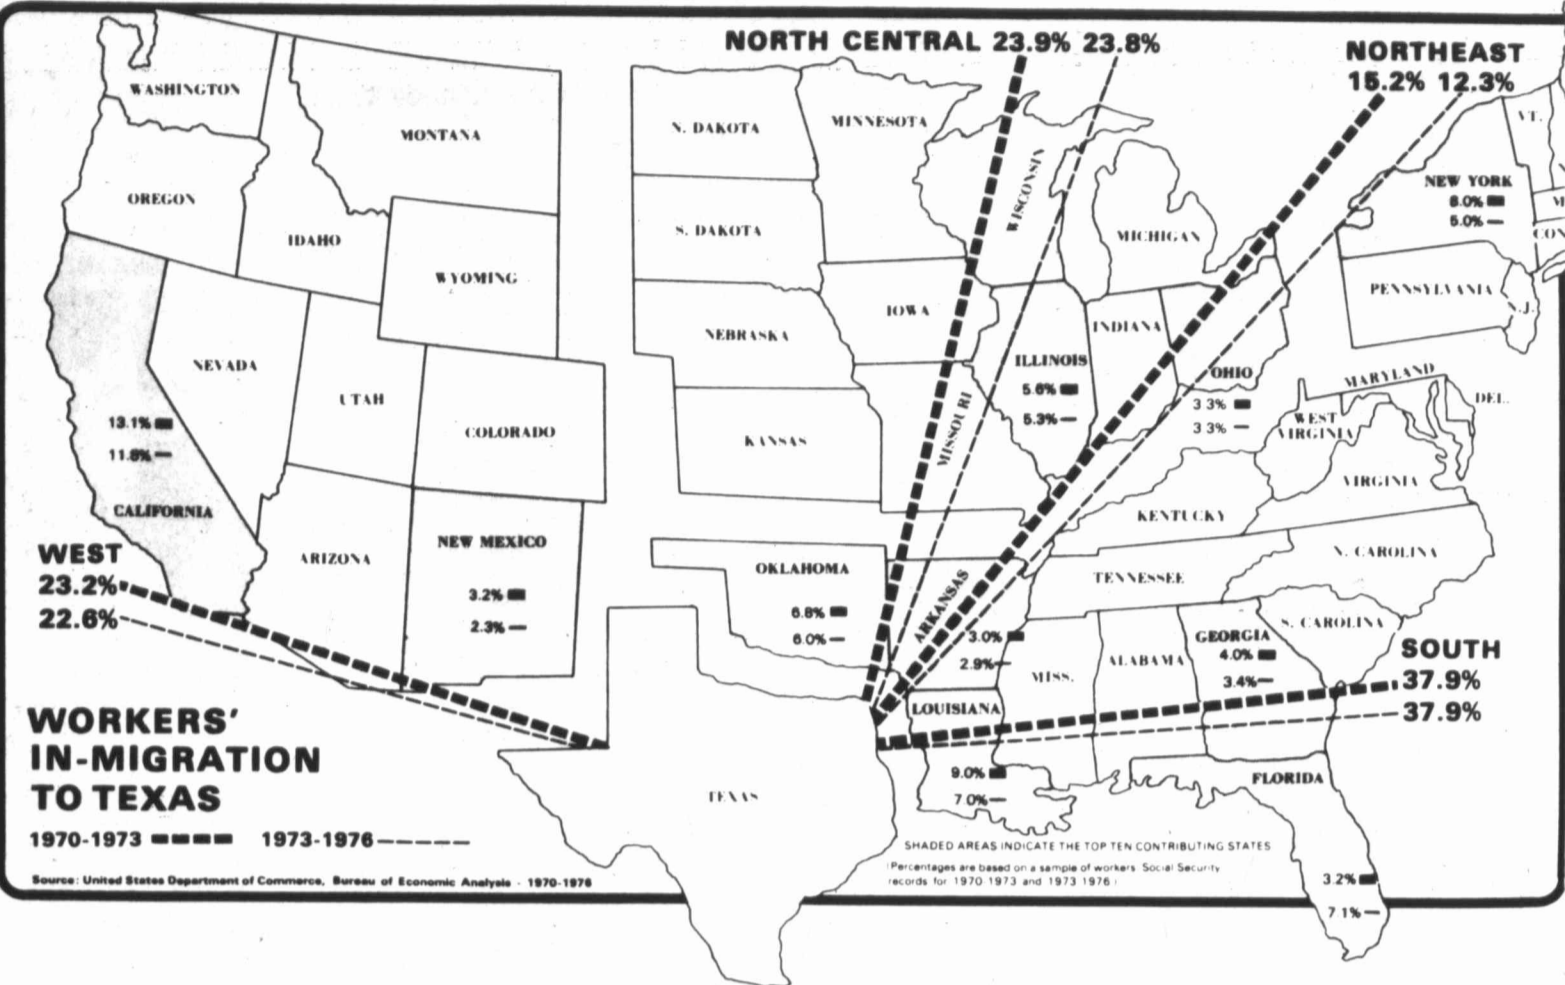 NORTH CENTRAL 23.9% 23.8%
NORTHEAST
15.2% 12.3%
WASHINGTON
MONTANA
N. DAKOTA
MINNESOTA
VT.
OREGON
IDAHO
S. DAKOTA
WISCONSIN
MICHIGAN
NEW YORK
6.0%
5.0%
M
CON
WYOMING
NEBRASKA
IOWA
PENNSYLVANIA
N.J.
NEVADA
UTAH
COLORADO
KANSAS
MISSOURI
ILLINOIS
5.6%
5.3%
INDIANA
OHIO
3 3%
3 3%
MARYLAND
DEL.
WEST
VIRGINIA
VIRGINIA
13.1%
11.8%
CALIFORNIA
KENTUCKY
WEST
23.2%
22.6%
ARIZONA
NEW MEXICO
3.2%
2.3%
OKLAHOMA
6.8%
6.0%
ARKANSAS
3.0%
2.9%
TENNESSEE
N. CAROLINA
S. CAROLINA
MISS.
ALABAMA
GEORGIA
4.0%
3.4%
SOUTH
37.9%
37.9%
LOUISIANA
9.0%
7.0%
TEXAS
FLORIDA
3.2%
7 1%
WORKERS'
IN-MIGRATION
TO TEXAS
1970-1973 1973-1976
SHADED AREAS INDICATE THE TOP TEN CONTRIBUTING STATES
(Percentages are based on a sample of workers Social Security
records for 1970 1973 and 1973 1976)
Source: United States Department of Commerce, Bureau of Economic Analysis - 1970-1976